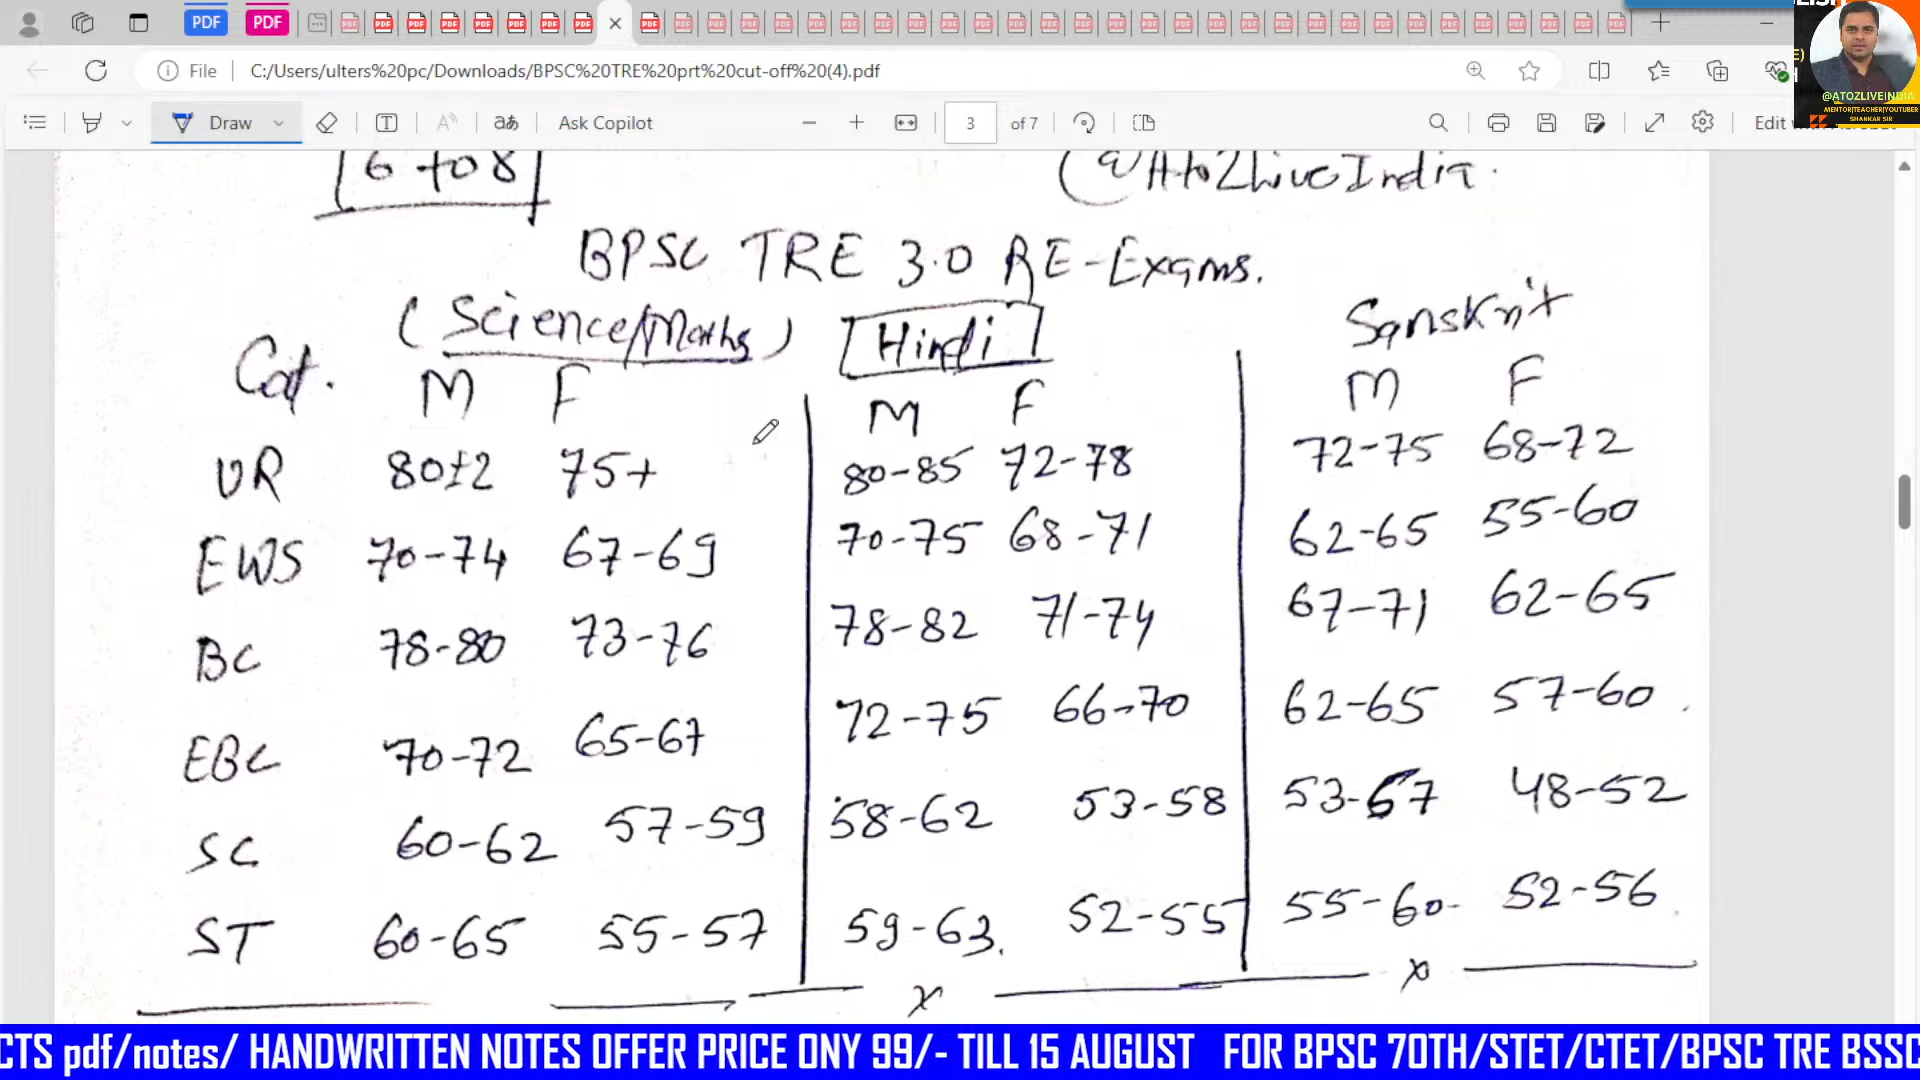 PDF
PDF
File
C:/Users/ulters%20pc/Downloads/BPSC%20TRE%20prt%20cut-off%20(4).pdf
Draw
Ask Copilot
3 of 7
Edit
@ATOZLIVEINDIA
MENTOR|TEACHER|YOUTUBER
SHANKAR SIR
6 to 8
@AtoZLiveIndia.
BPSC TRE 3.0 RE-Exams.
Cat. (Science/Maths) Hindi Sanskrit
M F M F M F
UR 80±2 75+ 80-85 72-78 72-75 68-72
EWS 70-74 67-69 70-75 68-71 62-65 55-60
BC 78-80 73-76 78-82 71-74 67-71 62-65
EBC 70-72 65-67 72-75 66-70 62-65 57-60
SC 60-62 57-59 58-62 53-58 53-57 48-52
ST 60-65 55-57 59-63 52-55 55-60 52-56
x x
CTS pdf/notes/ HANDWRITTEN NOTES OFFER PRICE ONY 99/- TILL 15 AUGUST FOR BPSC 70TH/STET/CTET/BPSC TRE BSSC